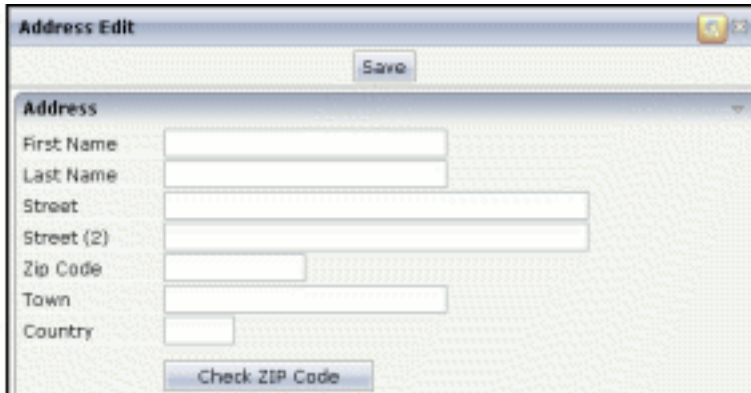 Address Edit
Save
Address
First Name
Last Name
Street
Street (2)
Zip Code
Town
Country
Check ZIP Code